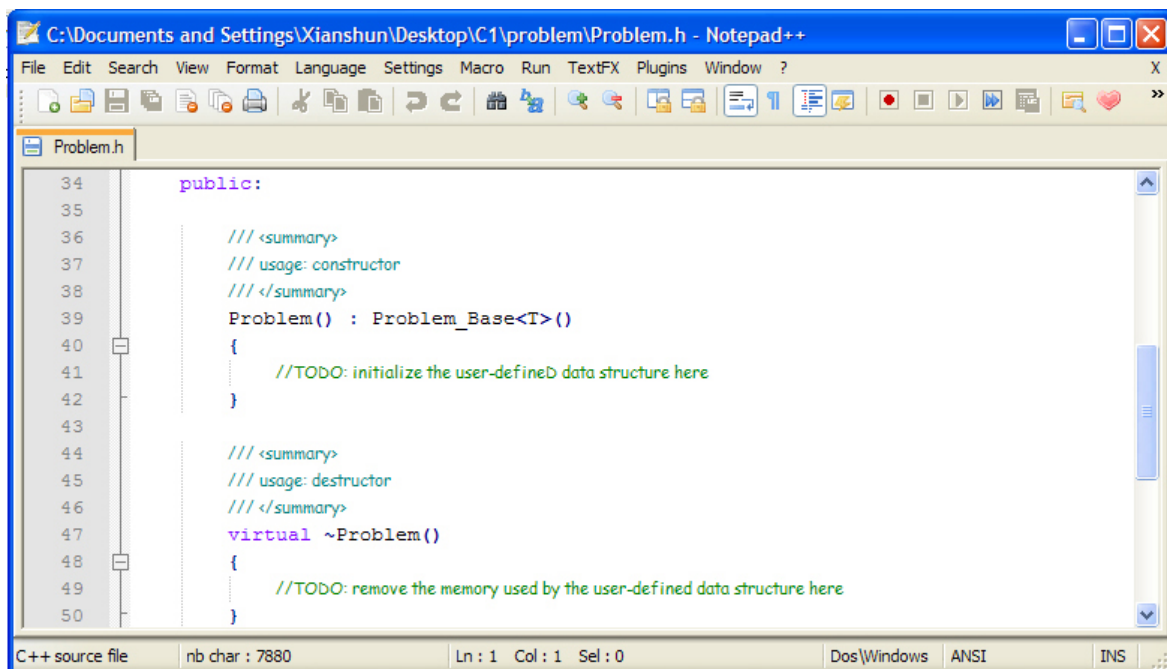 C:\Documents and Settings\Xianshun\Desktop\C1\problem\Problem.h - Notepad++
File Edit Search View Format Language Settings Macro Run TextFX Plugins Window ? X
Problem.h
34 public:
35
36 /// <summary>
37 /// usage: constructor
38 /// </summary>
39 Problem() : Problem_Base<T>()
40 {
41 //TODO: initialize the user-defineD data structure here
42 }
43
44 /// <summary>
45 /// usage: destructor
46 /// </summary>
47 virtual ~Problem()
48 {
49 //TODO: remove the memory used by the user-defined data structure here
50 }
C++ source file nb char : 7880 Ln : 1 Col : 1 Sel : 0 Dos\Windows ANSI INS